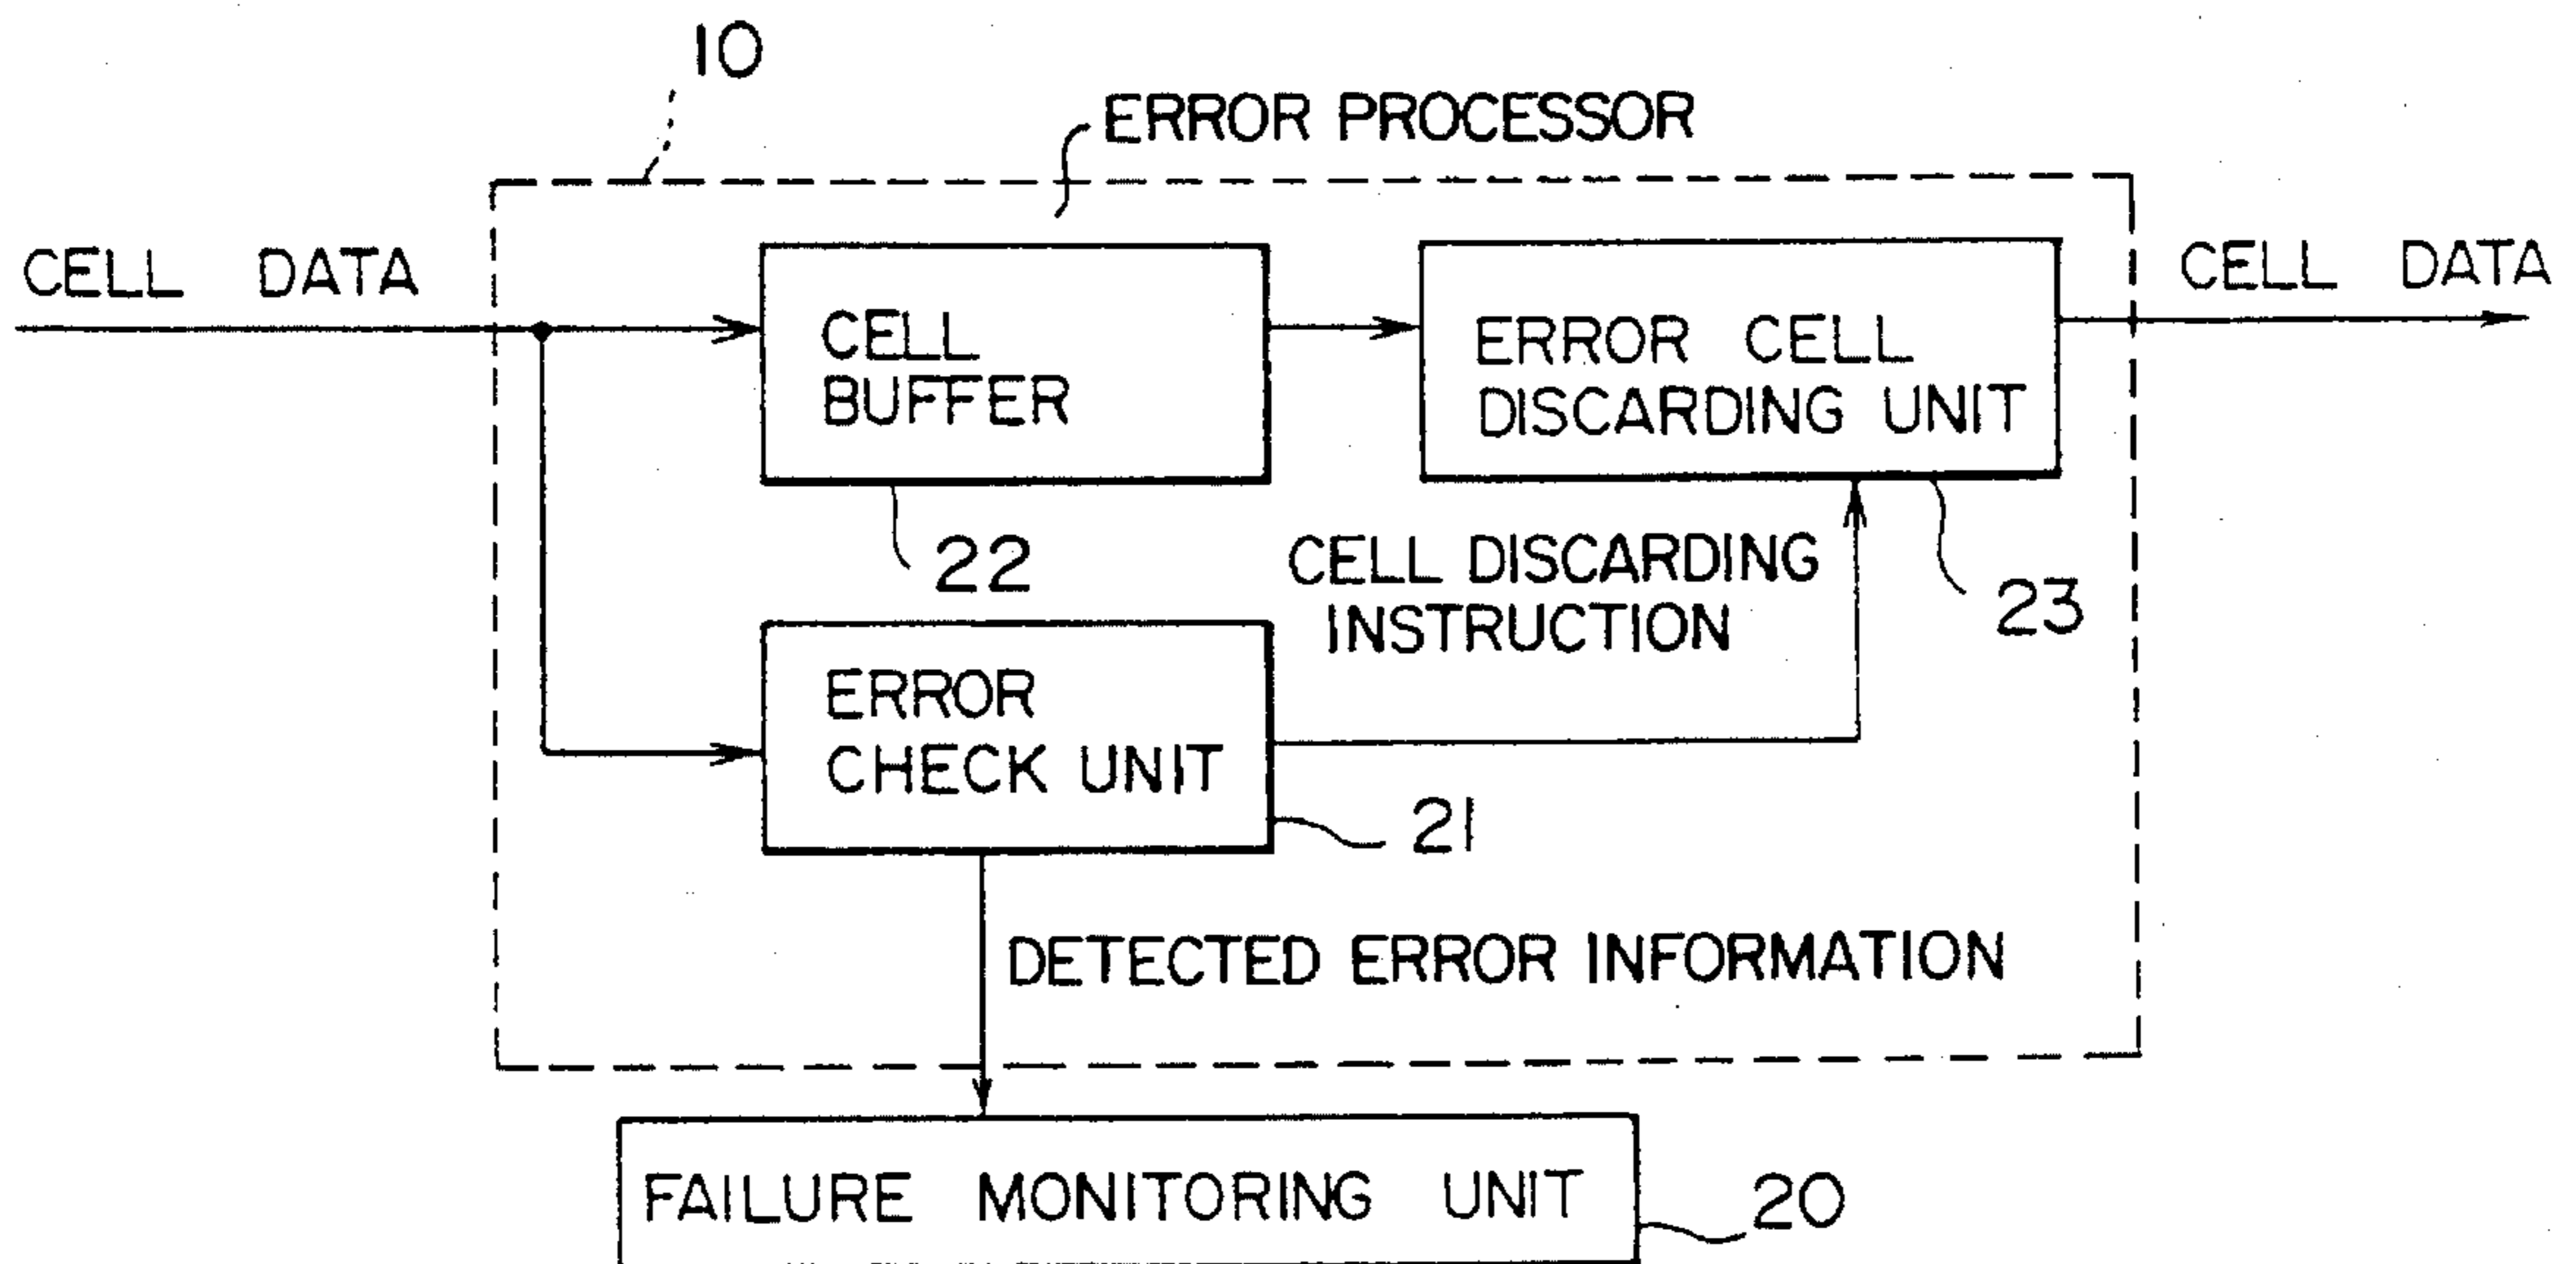 10
ERROR PROCESSOR
CELL DATA
CELL DATA
CELL
BUFFER
ERROR CELL
DISCARDING UNIT
22
CELL DISCARDING
INSTRUCTION
23
ERROR
CHECK UNIT
21
DETECTED ERROR INFORMATION
FAILURE MONITORING UNIT
20